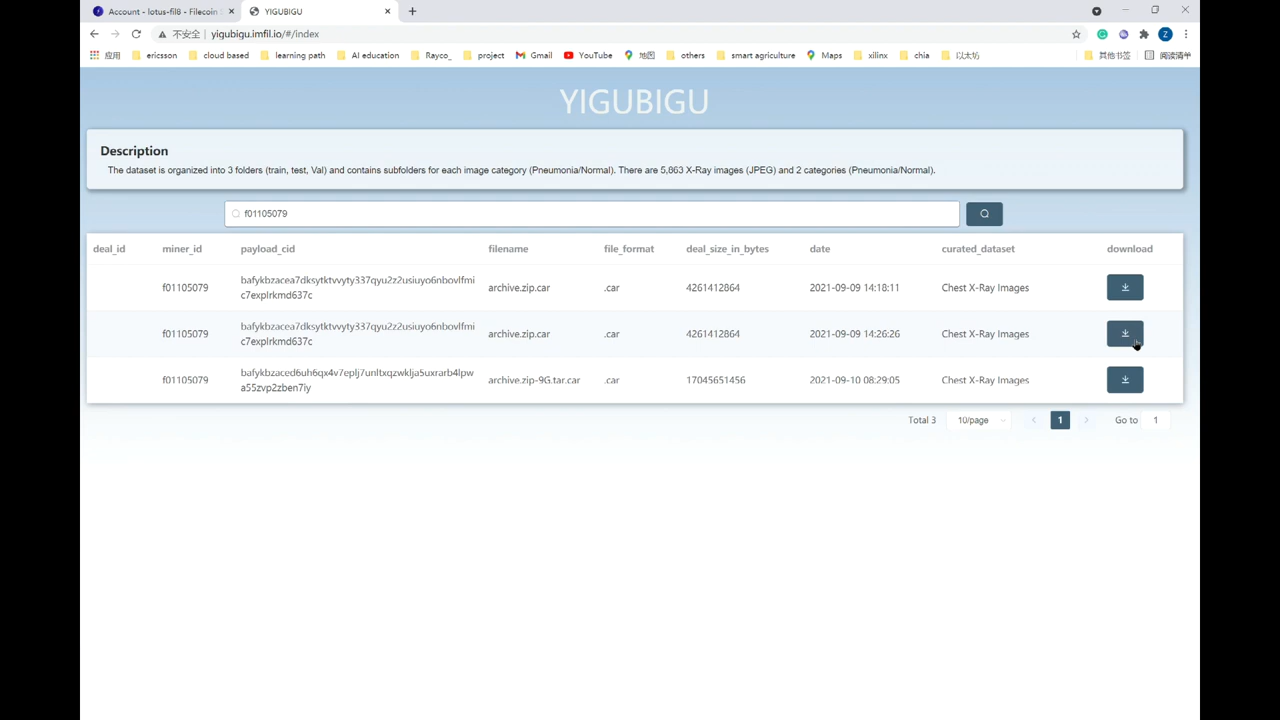 Account - lotus-fil6 - Filecoin
YIGUBIGU
不安全
yigubigu.imfil.io/#/index
应用
ericsson
cloud based
learning path
AI education
Rayco_
project
Gmail
YouTube
地图
others
smart agriculture
Maps
xilinx
chia
以太坊
其他书签
阅读清单
YIGUBIGU
Description
The dataset is organized into 3 folders (train, test, Val) and contains subfolders for each image category (Pneumonia/Normal). There are 5,863 X-Ray images (JPEG) and 2 categories (Pneumonia/Normal).
f01105079
deal_id miner_id payload_cid filename file_format deal_size_in_bytes date curated_dataset download
f01105079 bafykbzacea7dksytktvvyty337qyu2z2usiuyo6nbovlfmi archive.zip.car .car 4261412864 2021-09-09 14:18:11 Chest X-Ray Images
c7explrkmd637c
f01105079 bafykbzacea7dksytktvvyty337qyu2z2usiuyo6nbovlfmi archive.zip.car .car 4261412864 2021-09-09 14:26:26 Chest X-Ray Images
c7explrkmd637c
f01105079 bafykbzaced6uh6qx4v7eplj7unltxqzwklja5uxrarb4lpw archive.zip-9G.tar.car .car 17045651456 2021-09-10 08:29:05 Chest X-Ray Images
a55zvp2zben7iy
Total 3 10/page 1 Go to 1